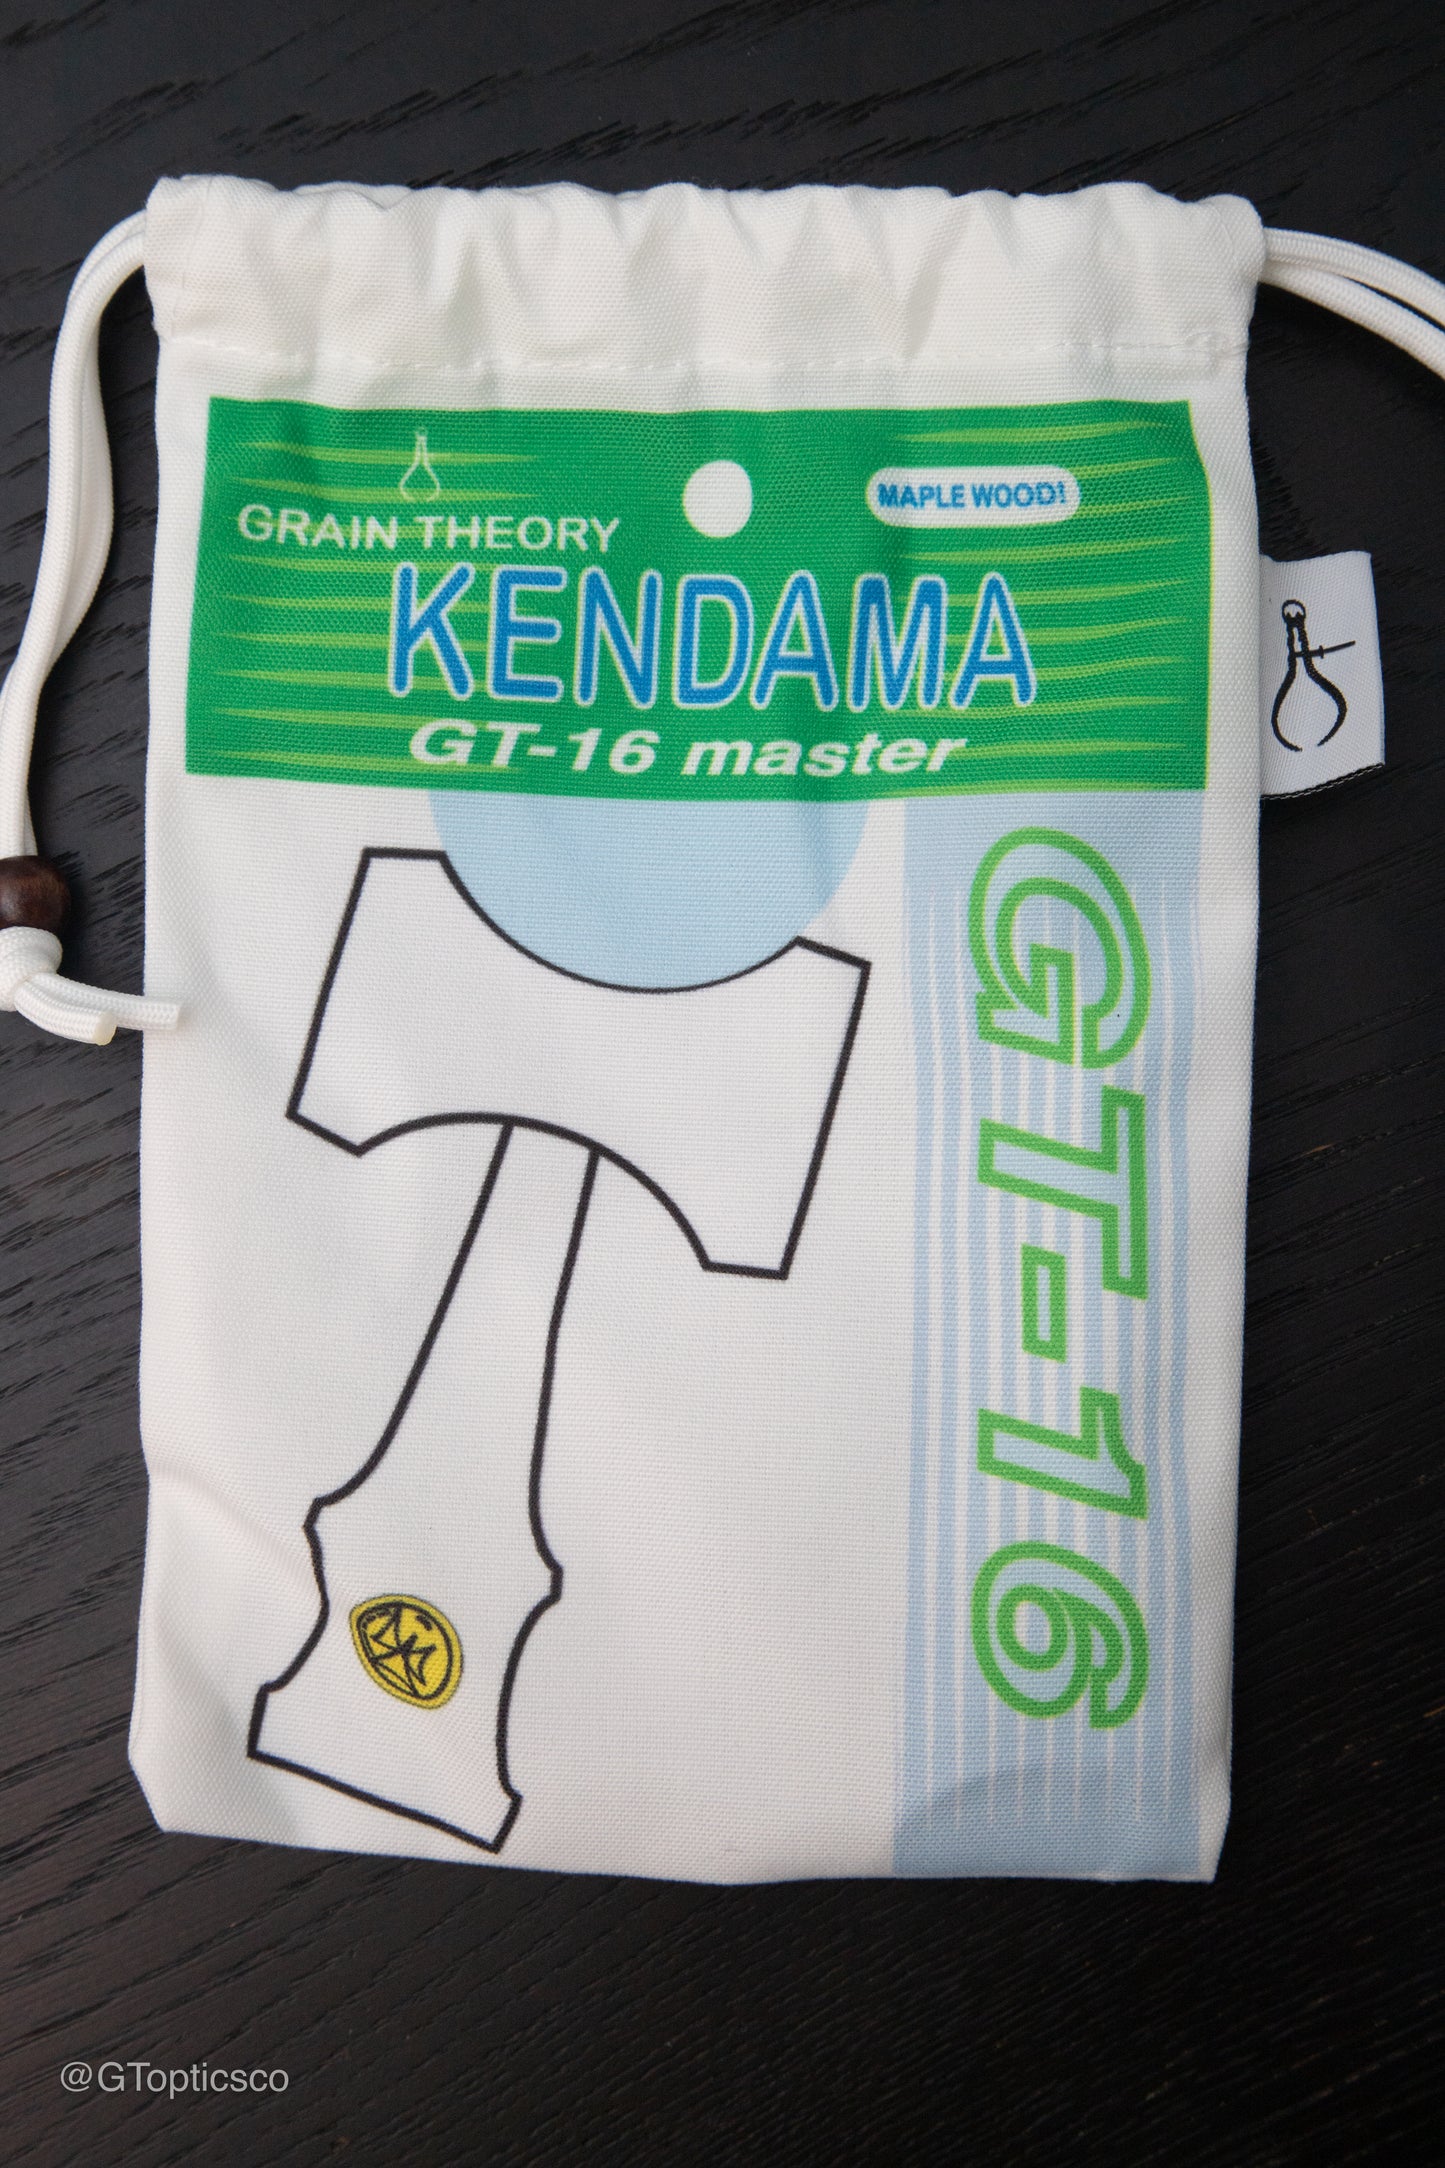 GRAIN THEORY
MAPLE WOOD!
KENDAMA
GT-16 master
GT-16
@GTopticsco